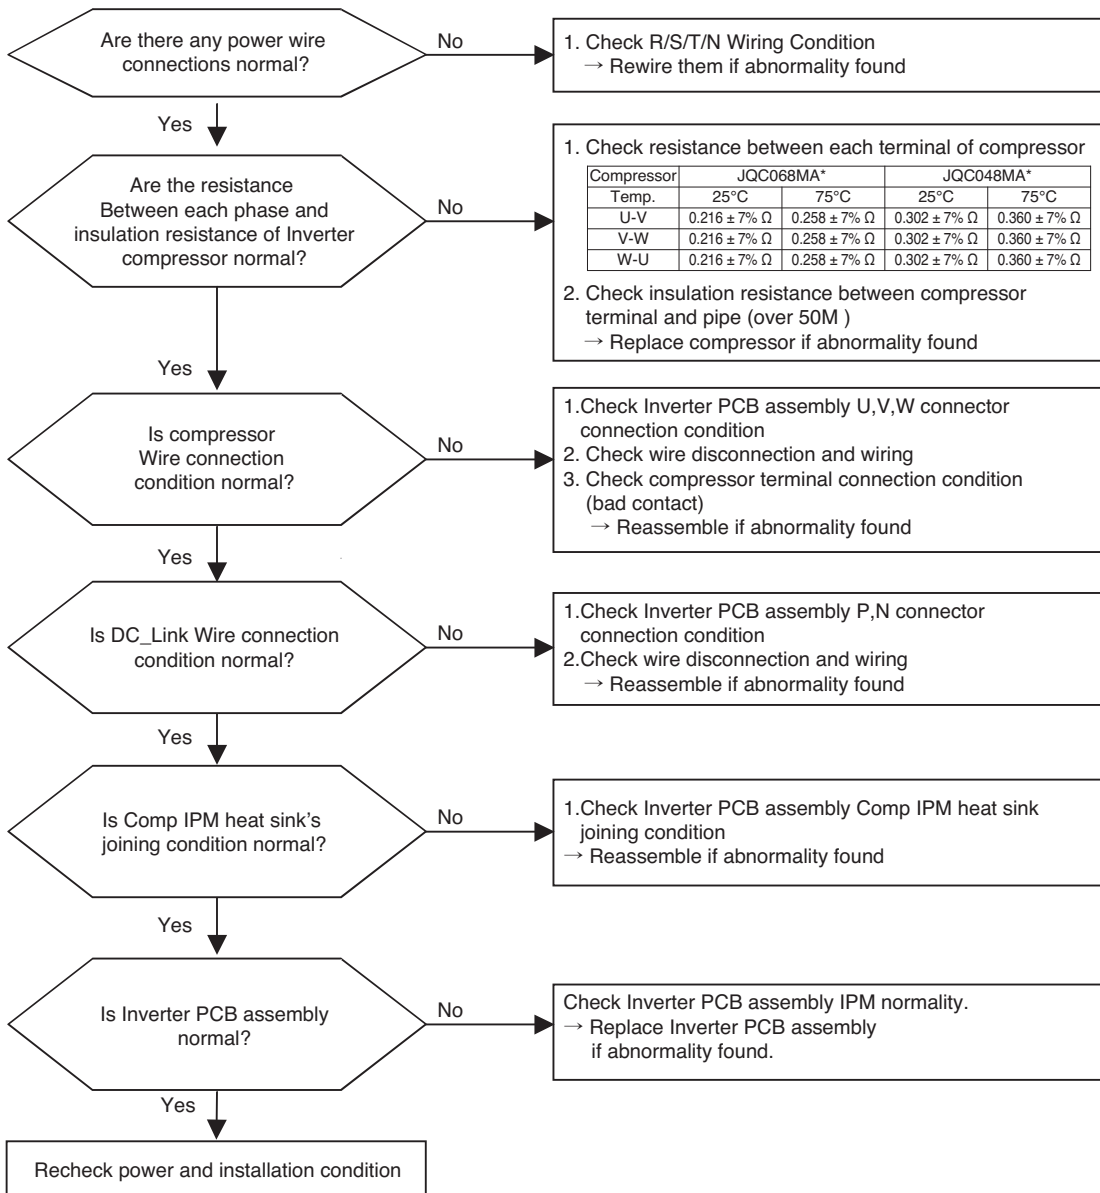 Are there any power wire
connections normal?
No
1. Check R/S/T/N Wiring Condition
→ Rewire them if abnormality found
Yes
Are the resistance
Between each phase and
insulation resistance of Inverter
compressor normal?
No
1. Check resistance between each terminal of compressor
Compressor JQC068MA* JQC048MA*
Temp. 25°C 75°C 25°C 75°C
U-V 0.216 ± 7% Ω 0.258 ± 7% Ω 0.302 ± 7% Ω 0.360 ± 7% Ω
V-W 0.216 ± 7% Ω 0.258 ± 7% Ω 0.302 ± 7% Ω 0.360 ± 7% Ω
W-U 0.216 ± 7% Ω 0.258 ± 7% Ω 0.302 ± 7% Ω 0.360 ± 7% Ω
2. Check insulation resistance between compressor
terminal and pipe (over 50M )
→ Replace compressor if abnormality found
Yes
Is compressor
Wire connection
condition normal?
No
1.Check Inverter PCB assembly U,V,W connector
connection condition
2. Check wire disconnection and wiring
3. Check compressor terminal connection condition
(bad contact)
→ Reassemble if abnormality found
Yes
Is DC_Link Wire connection
condition normal?
No
1.Check Inverter PCB assembly P,N connector
connection condition
2.Check wire disconnection and wiring
→ Reassemble if abnormality found
Yes
Is Comp IPM heat sink's
joining condition normal?
No
1.Check Inverter PCB assembly Comp IPM heat sink
joining condition
→ Reassemble if abnormality found
Yes
Is Inverter PCB assembly
normal?
No
Check Inverter PCB assembly IPM normality.
→ Replace Inverter PCB assembly
if abnormality found.
Yes
Recheck power and installation condition